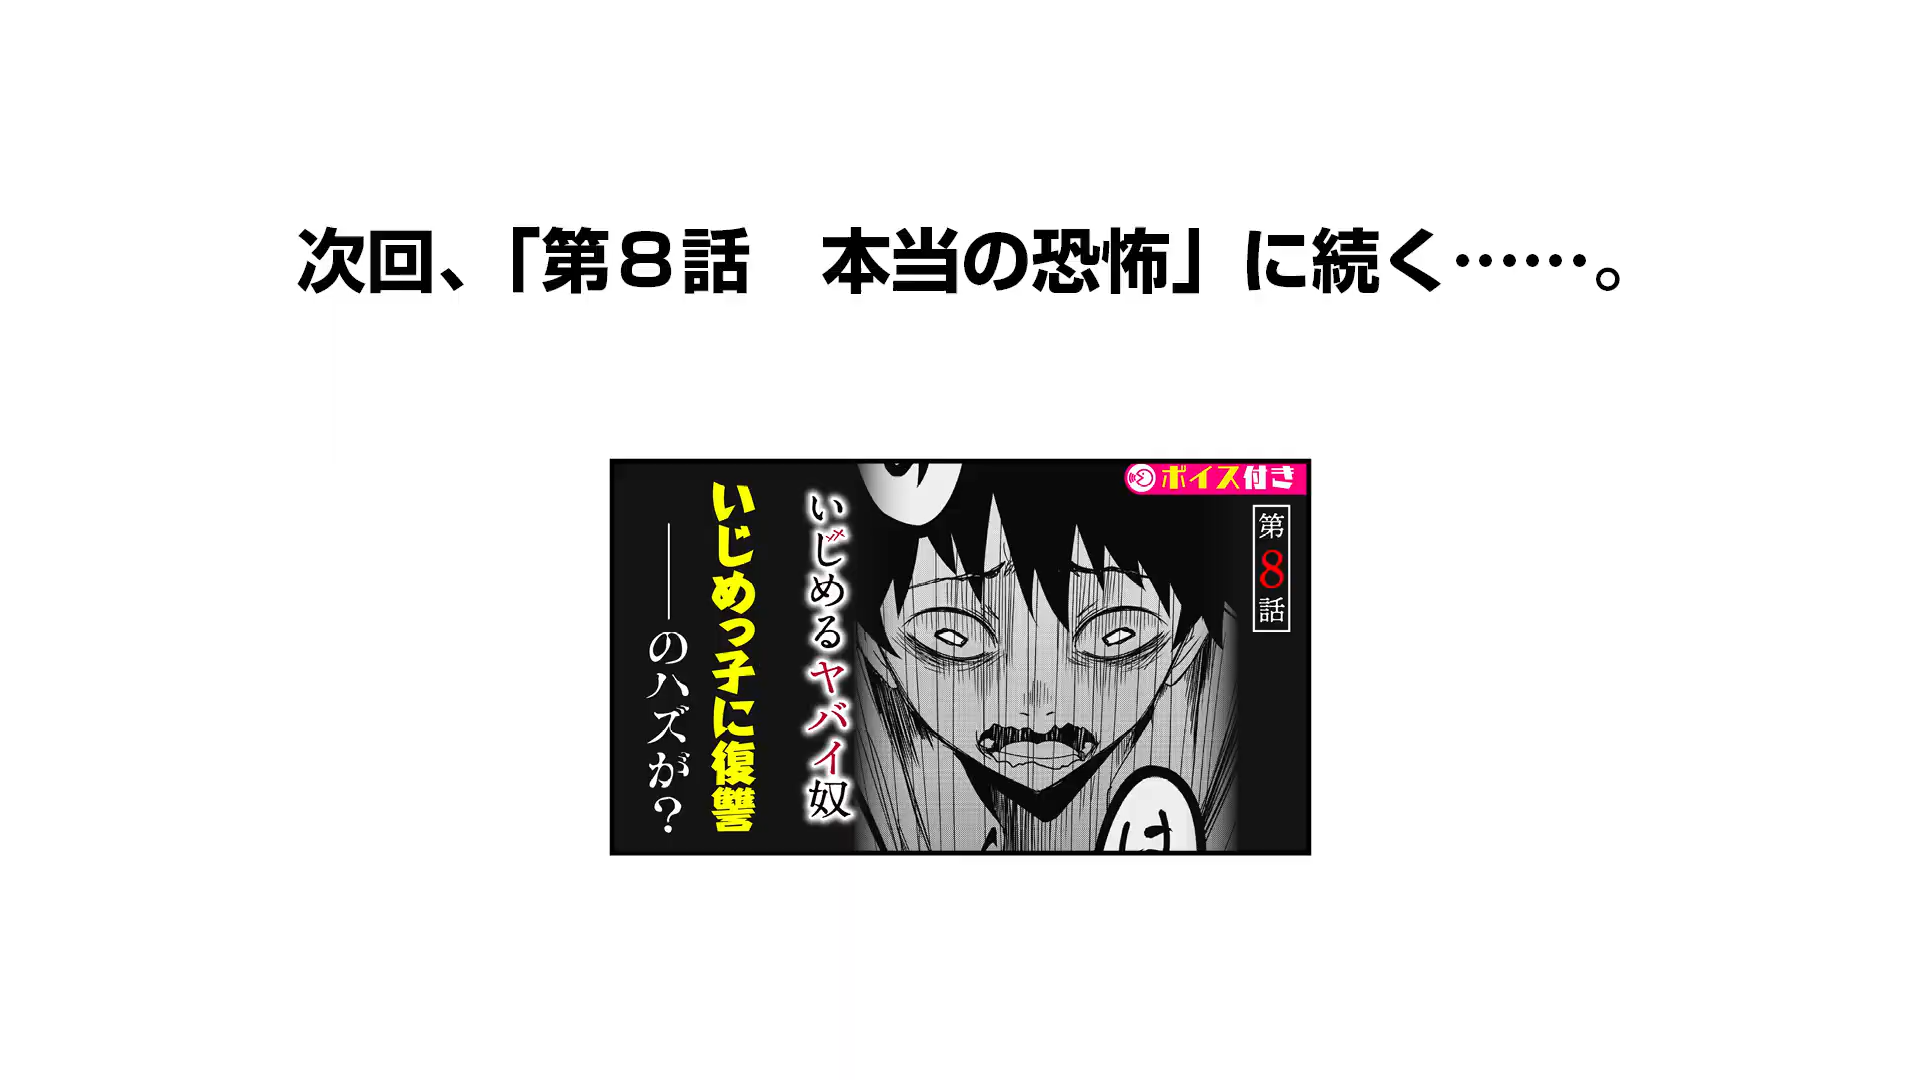 次回、「第８話　本当の恐怖」に続く……。
ボイス付き
第8話
いじめるヤバイ奴
いじめっ子に復讐
――のハズが？
は